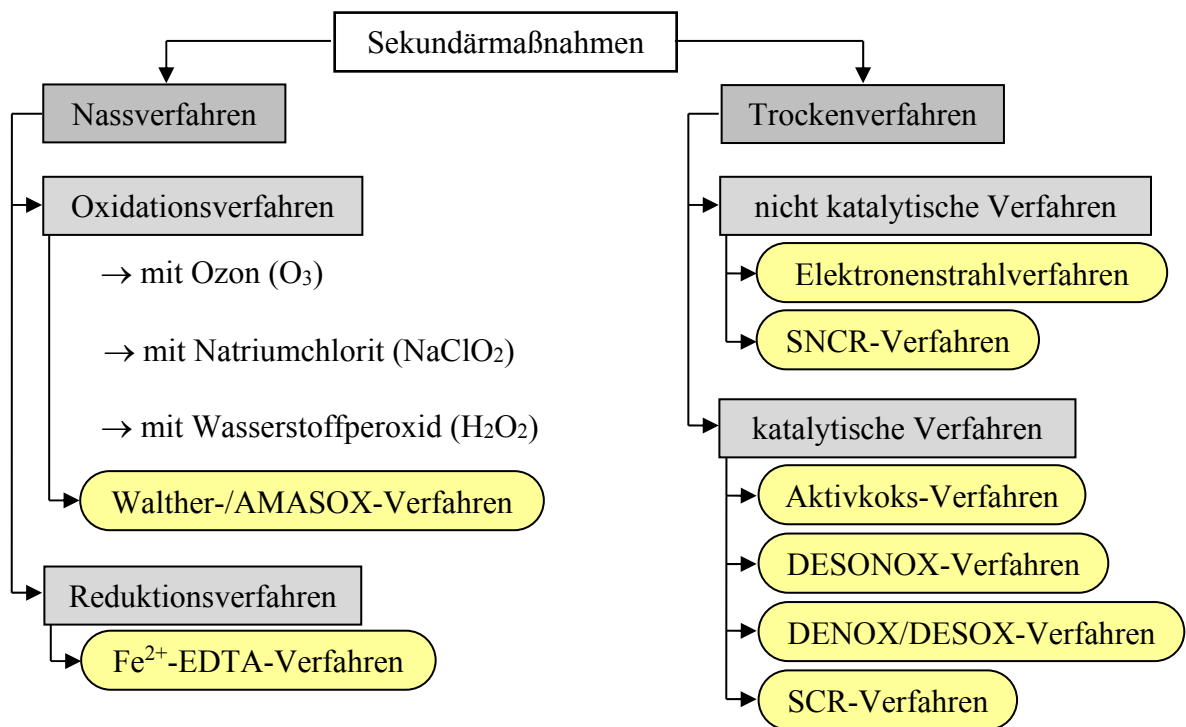 Sekundärmaßnahmen
Nassverfahren
Oxidationsverfahren
→ mit Ozon (O₃)
→ mit Natriumchlorit (NaClO₂)
→ mit Wasserstoffperoxid (H₂O₂)
Walther-/AMASOX-Verfahren
Reduktionsverfahren
Fe²⁺-EDTA-Verfahren
Trockenverfahren
nicht katalytische Verfahren
Elektronenstrahlverfahren
SNCR-Verfahren
katalytische Verfahren
Aktivkoks-Verfahren
DESONOX-Verfahren
DENOX/DESOX-Verfahren
SCR-Verfahren